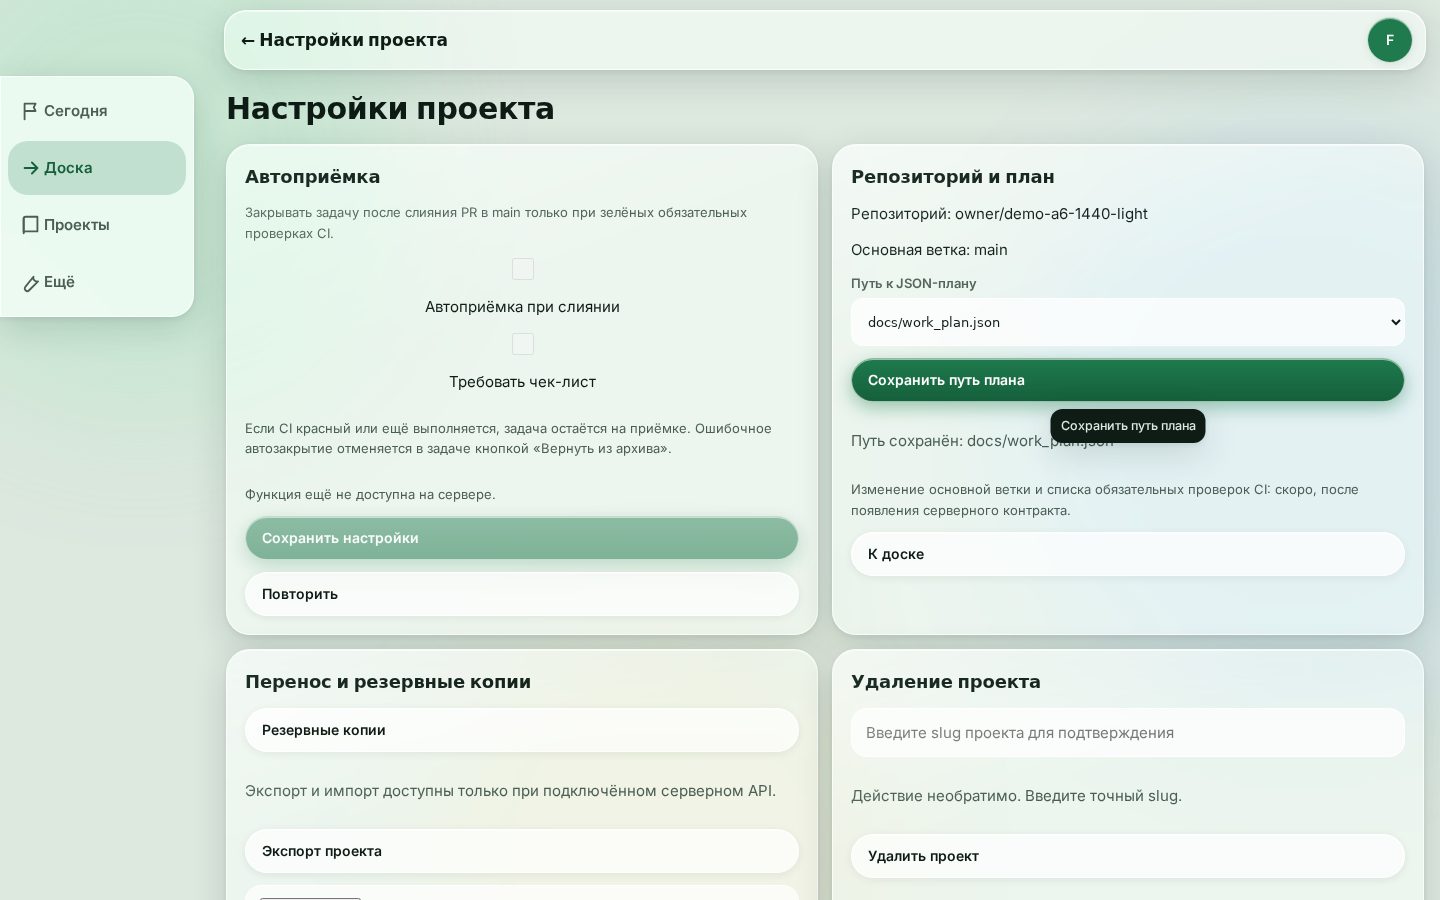 ← Настройки проекта
F
Сегодня
Доска
Проекты
Ещё
Настройки проекта
Автоприёмка
Закрывать задачу после слияния PR в main только при зелёных обязательных
проверках CI.
Автоприёмка при слиянии
Требовать чек-лист
Если CI красный или ещё выполняется, задача остаётся на приёмке. Ошибочное
автозакрытие отменяется в задаче кнопкой «Вернуть из архива».
Функция ещё не доступна на сервере.
Сохранить настройки
Повторить
Репозиторий и план
Репозиторий: owner/demo-a6-1440-light
Основная ветка: main
Путь к JSON-плану
docs/work_plan.json
Сохранить путь плана
Сохранить путь плана
Путь сохранён: docs/work_plan.json
Изменение основной ветки и списка обязательных проверок CI: скоро, после
появления серверного контракта.
К доске
Перенос и резервные копии
Резервные копии
Экспорт и импорт доступны только при подключённом серверном API.
Экспорт проекта
Удаление проекта
Введите slug проекта для подтверждения
Действие необратимо. Введите точный slug.
Удалить проект